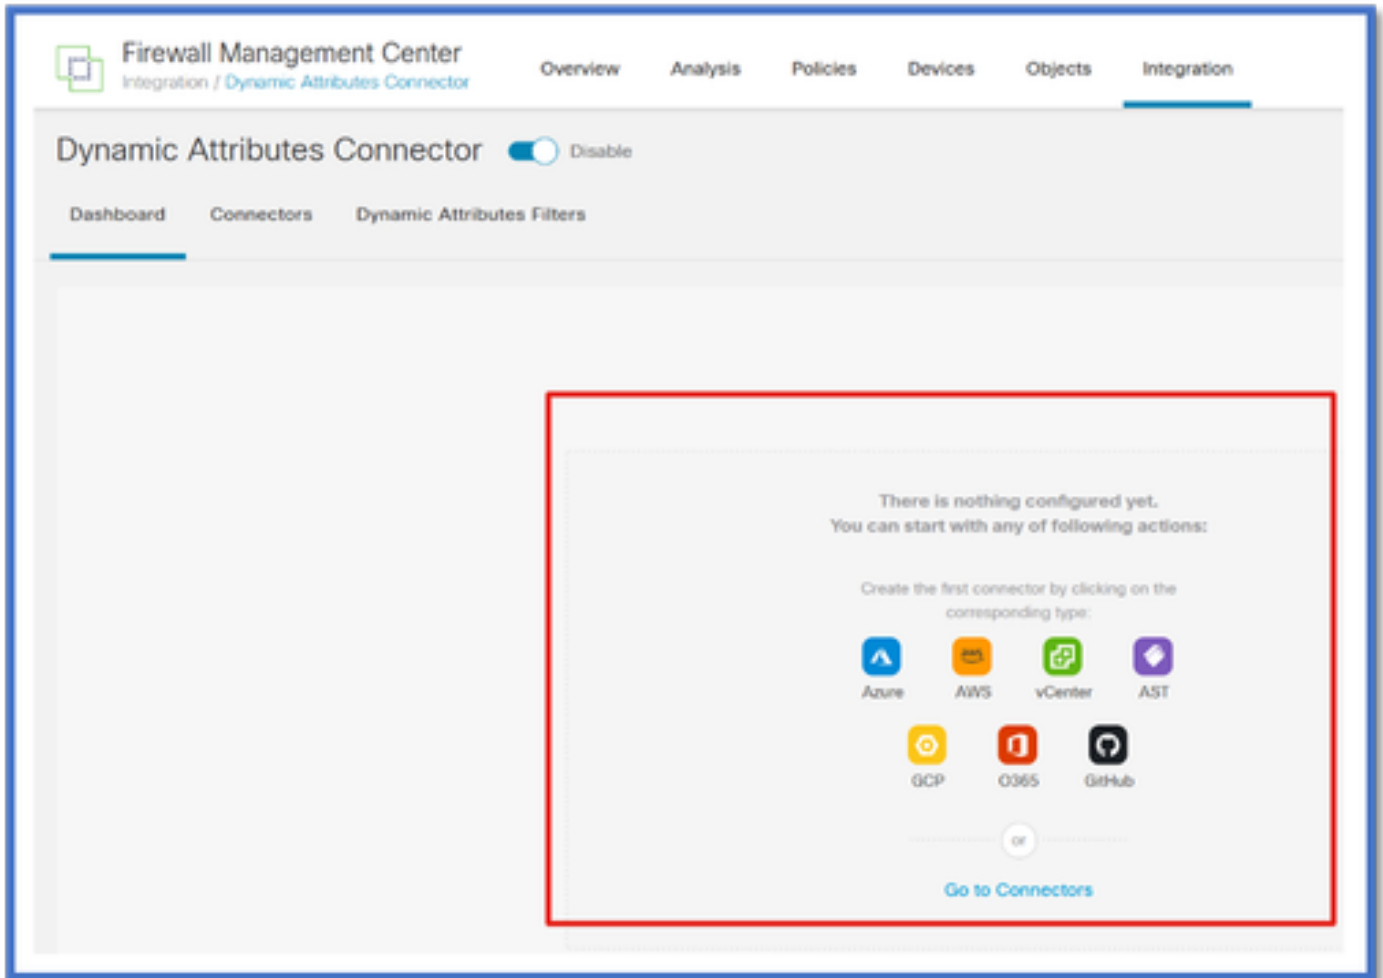 Firewall Management Center
Integration / Dynamic Attributes Connector
Overview
Analysis
Policies
Devices
Objects
Integration
Dynamic Attributes Connector
Disable
Dashboard
Connectors
Dynamic Attributes Filters
There is nothing configured yet.
You can start with any of following actions:
Create the first connector by clicking on the
corresponding type:
aws
Azure
AWS
vCenter
AST
GCP
O365
GitHub
or
Go to Connectors